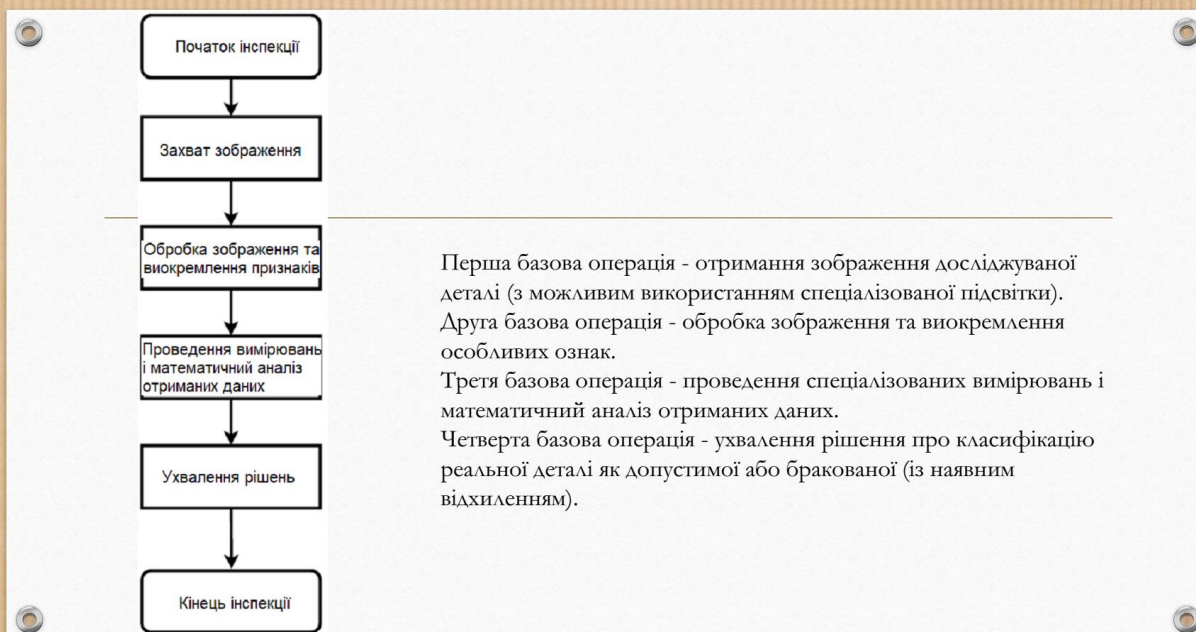 Початок інспекції
Захват зображення
Обробка зображення та
виокремлення признаків
Проведення вимірювань
і математичний аналіз
отриманих даних
Ухвалення рішень
Кінець інспекції
Перша базова операція - отримання зображення досліджуваної
деталі (з можливим використанням спеціалізованої підсвітки).
Друга базова операція - обробка зображення та виокремлення
особливих ознак.
Третя базова операція - проведення спеціалізованих вимірювань і
математичний аналіз отриманих даних.
Четверта базова операція - ухвалення рішення про класифікацію
реальної деталі як допустимої або бракованої (із наявним
відхиленням).